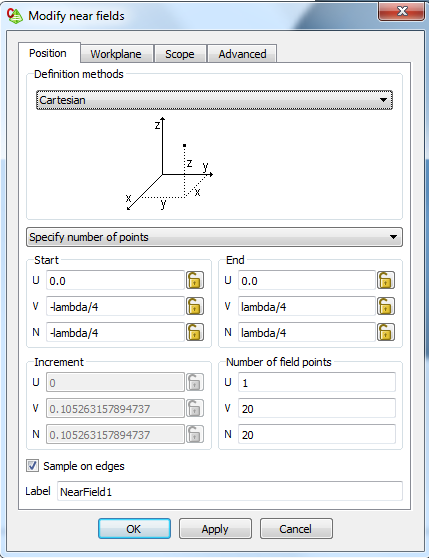 Modify near fields
Position Workplane Scope Advanced
Definition methods
Cartesian
z
z
y
x
x
y
Specify number of points
Start End
U 0.0 U 0.0
V -lambda/4 V lambda/4
N -lambda/4 N lambda/4
Increment Number of field points
U 0 U 1
V 0.105263157894737 V 20
N 0.105263157894737 N 20
Sample on edges
Label NearField1
OK Apply Cancel